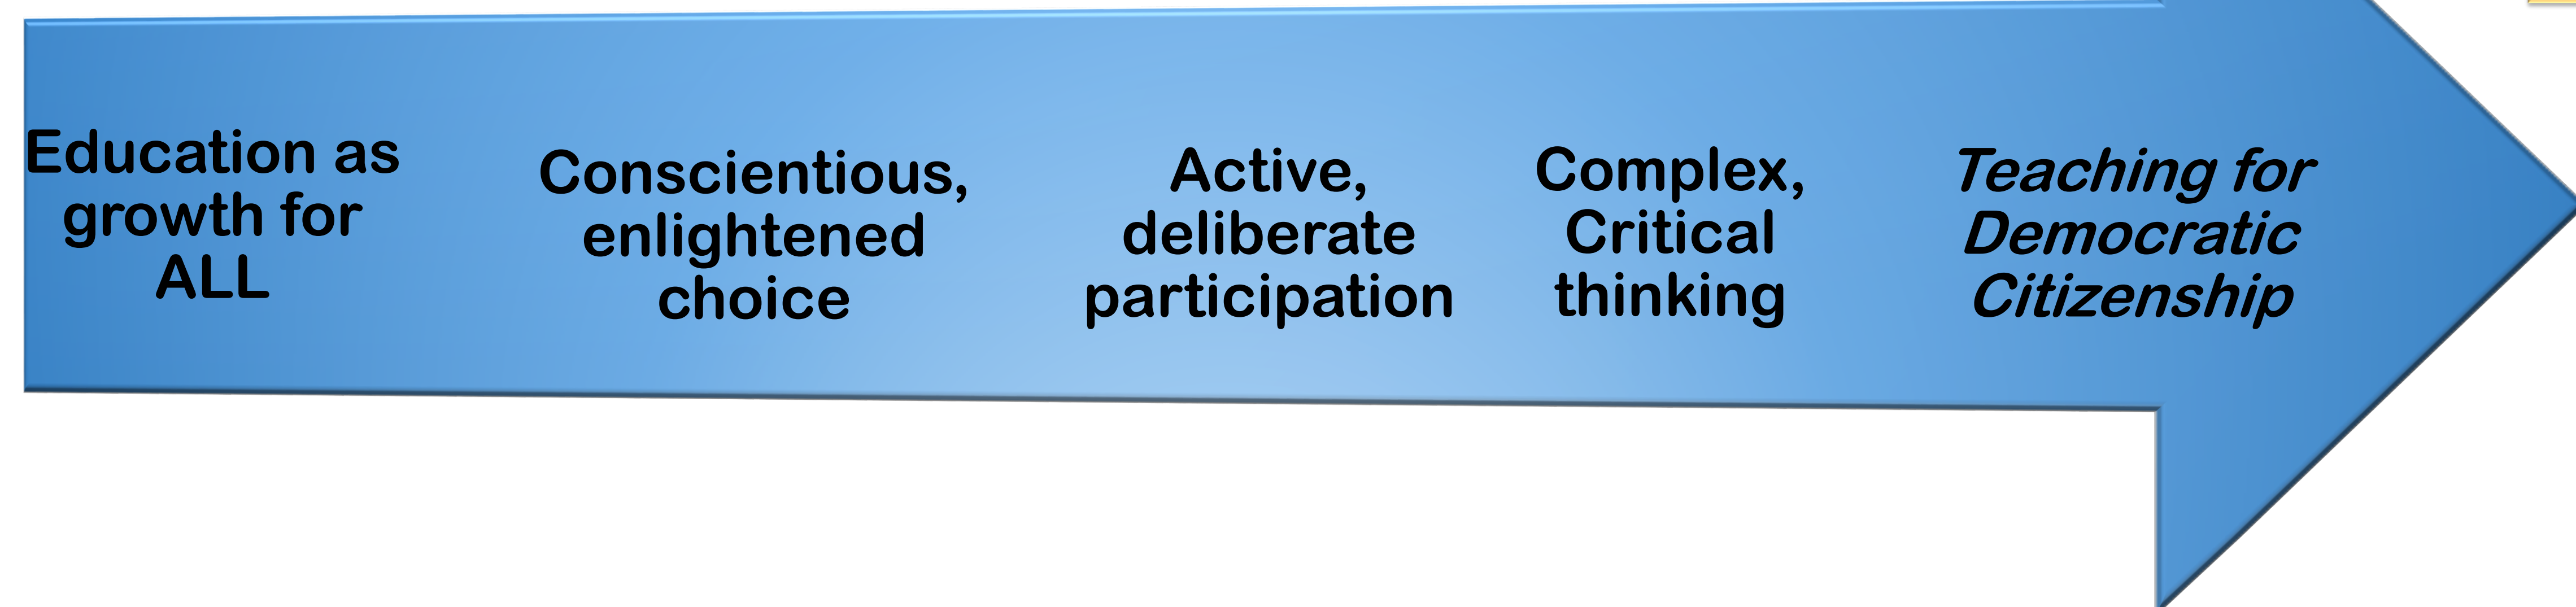 Education as
growth for
ALL
Conscientious,
enlightened
choice
Active,
deliberate
participation
Complex,
Critical
thinking
Teaching for
Democratic
Citizenship